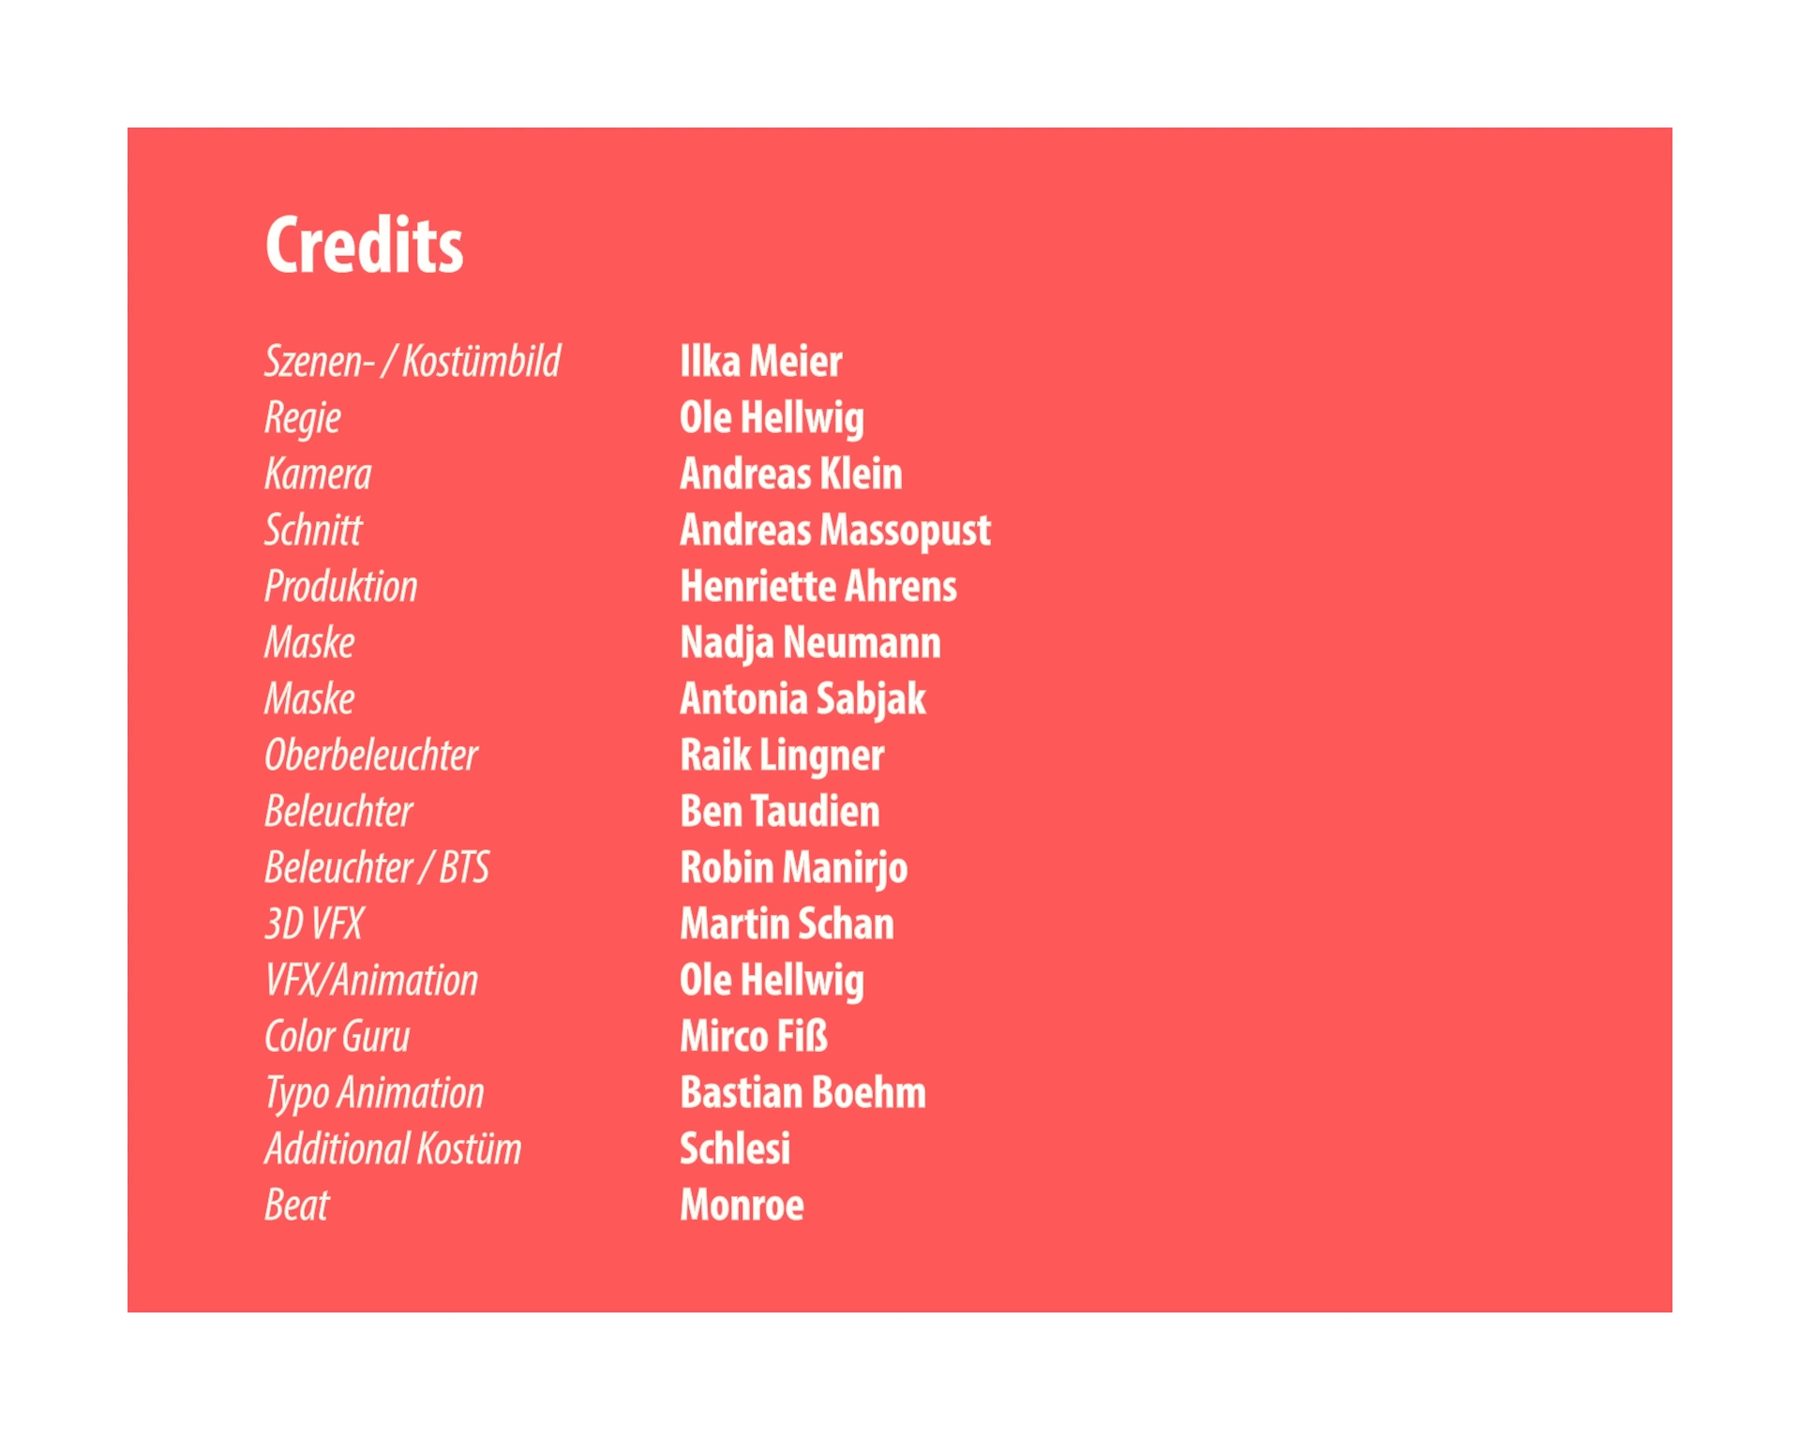 Credits
Szenen- / Kostümbild Ilka Meier
Regie Ole Hellwig
Kamera Andreas Klein
Schnitt Andreas Massopust
Produktion Henriette Ahrens
Maske Nadja Neumann
Maske Antonia Sabjak
Oberbeleuchter Raik Lingner
Beleuchter Ben Taudien
Beleuchter / BTS Robin Manirjo
3D VFX Martin Schan
VFX/Animation Ole Hellwig
Color Guru Mirco Fiß
Typo Animation Bastian Boehm
Additional Kostüm Schlesi
Beat Monroe